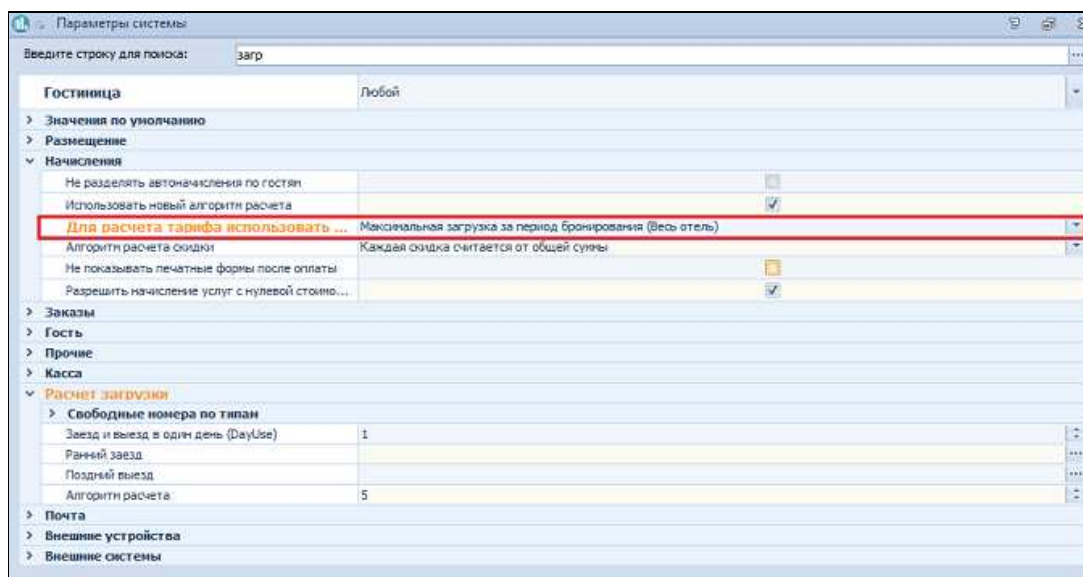 Параметры системы
Введите строку для поиска: загр
Гостиница Любой
Значения по умолчанию
Размещение
Начисления
Не разделять автоначисления по гостям
Использовать новый алгоритм расчета
Для расчета тарифа использовать ... Максимальная загрузка за период бронирования (Весь отель)
Алгоритм расчета скидки Каждая скидка считается от общей суммы
Не показывать печатные формы после оплаты
Разрешить начисление услуг с нулевой стоимо...
Заказы
Гость
Прочие
Касса
Расчет загрузки
Свободные номера по типам
Заезд и выезд в один день (DayUse) 1
Ранний заезд
Поздний выезд
Алгоритм расчета 5
Почта
Внешние устройства
Внешние системы